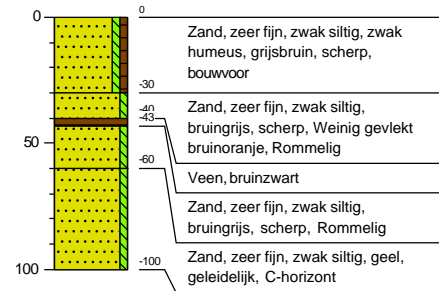 0
0
Zand, zeer fijn, zwak siltig, zwak
humeus, grijsbruin, scherp,
bouwvoor
-30
Zand, zeer fijn, zwak siltig,
bruingrijs, scherp, Weinig gevlekt
bruinoranje, Rommelig
-40
-43
Veen, bruinzwart
50
-60
Zand, zeer fijn, zwak siltig,
bruingrijs, scherp, Rommelig
100
-100
Zand, zeer fijn, zwak siltig, geel,
geleidelijk, C-horizont